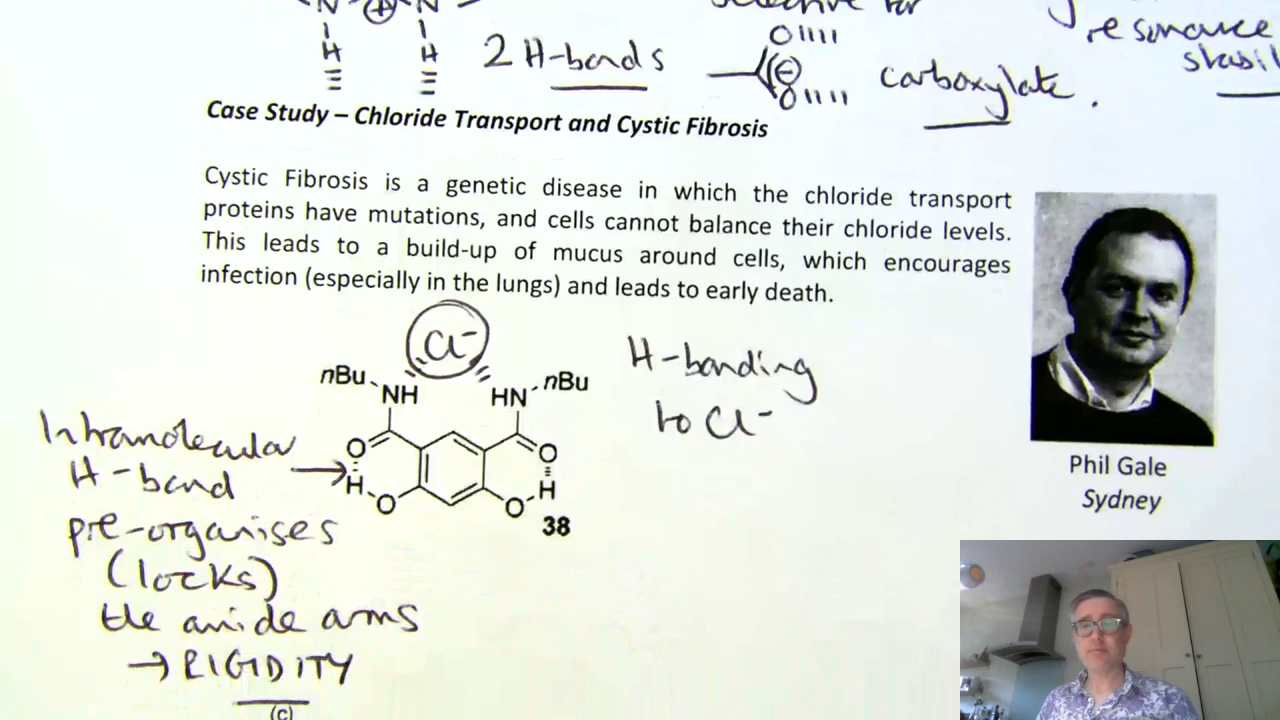 N ⊕ N
H H
2 H-bonds
selective for
O
⊖
O
carboxylate.
resonance
stabil
Case Study – Chloride Transport and Cystic Fibrosis
Cystic Fibrosis is a genetic disease in which the chloride transport
proteins have mutations, and cells cannot balance their chloride levels.
This leads to a build-up of mucus around cells, which encourages
infection (especially in the lungs) and leads to early death.
Cl-
nBu NH HN nBu
O O
H O O H
38
H-bonding
to Cl-
Intramolecular
H-bond
pre-organises
(locks)
the amide arms
→ RIGIDITY
(c)
Phil Gale
Sydney